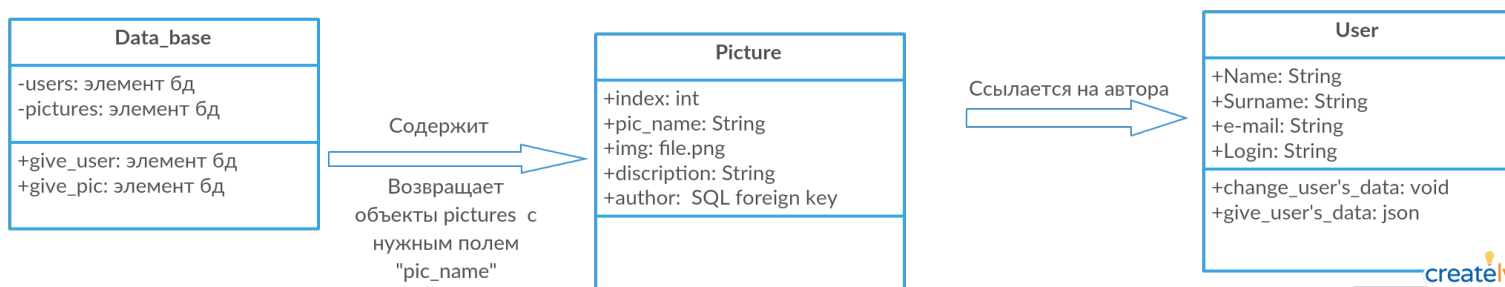 Data_base
-users: элемент бд
-pictures: элемент бд
+give_user: элемент бд
+give_pic: элемент бд
Содержит
Возвращает
объекты pictures с
нужным полем
"pic_name"
Picture
+index: int
+pic_name: String
+img: file.png
+discription: String
+author: SQL foreign key
Ссылается на автора
User
+Name: String
+Surname: String
+e-mail: String
+Login: String
+change_user's_data: void
+give_user's_data: json
creately